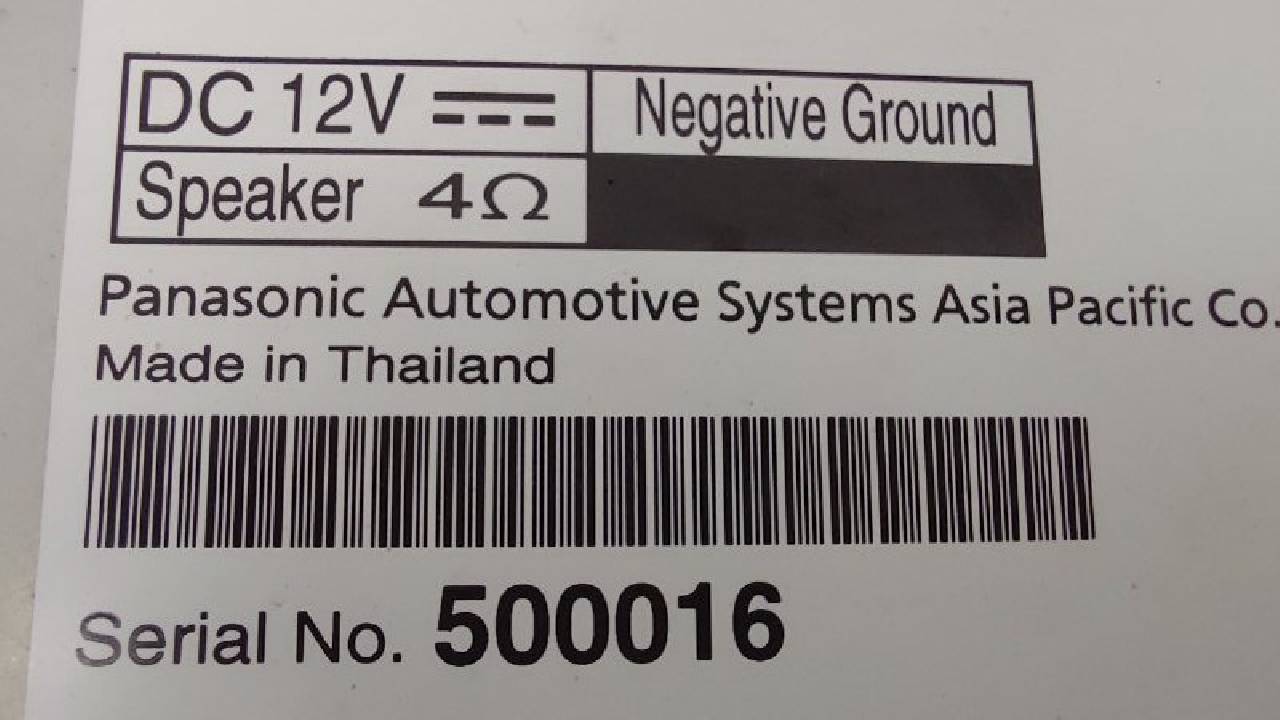 DC 12V ⎓ Negative Ground
Speaker 4Ω
Panasonic Automotive Systems Asia Pacific Co.
Made in Thailand
Serial No. 500016